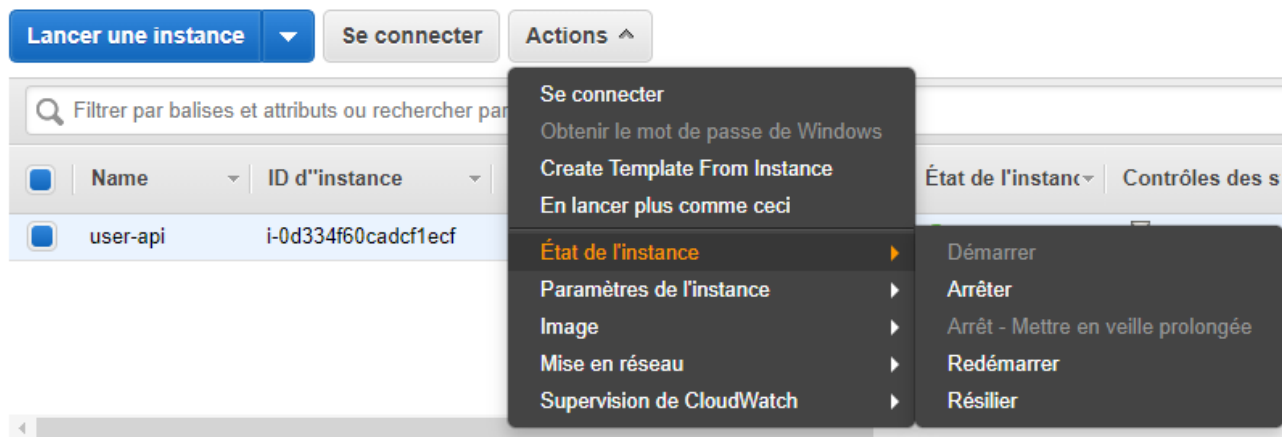 Lancer une instance
Se connecter
Actions
Filtrer par balises et attributs ou rechercher par
Se connecter
Obtenir le mot de passe de Windows
Create Template From Instance
En lancer plus comme ceci
Name
ID d''instance
État de l'instanc
Contrôles des s
user-api
i-0d334f60cadcf1ecf
État de l'instance
Paramètres de l'instance
Image
Mise en réseau
Supervision de CloudWatch
Démarrer
Arrêter
Arrêt - Mettre en veille prolongée
Redémarrer
Résilier